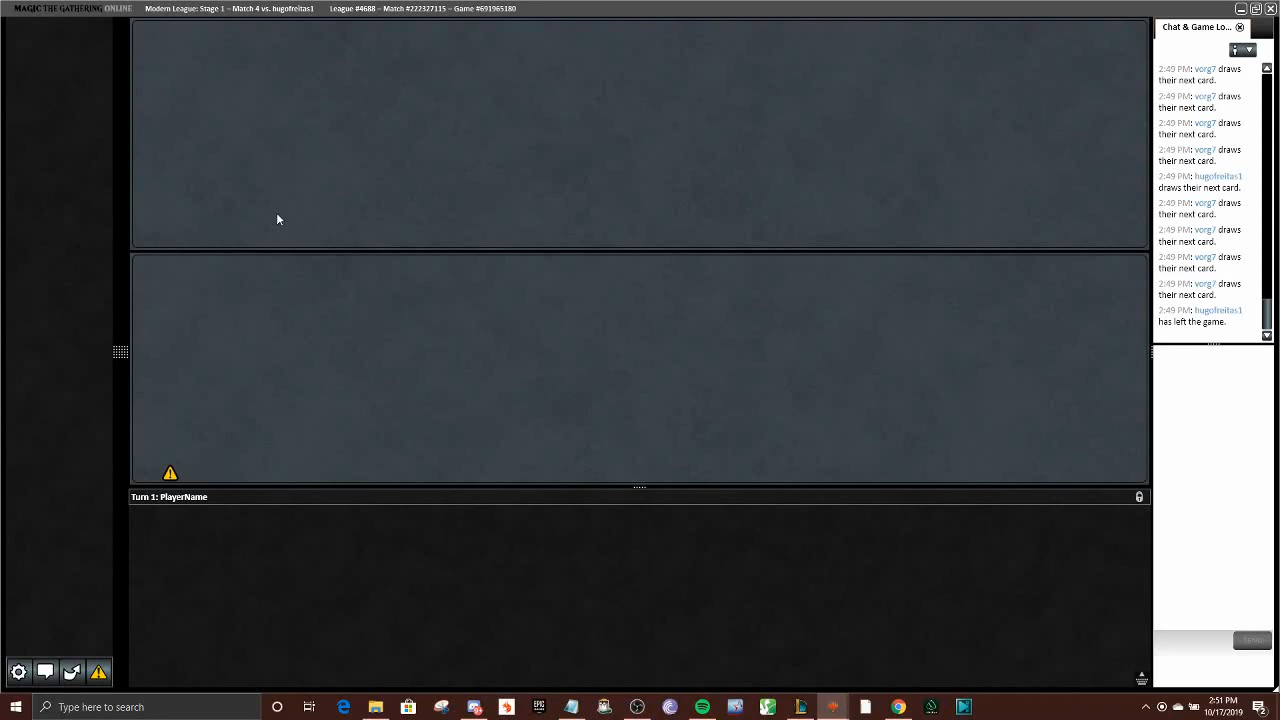 MAGIC THE GATHERING ONLINE
Modern League: Stage 1 – Match 4 vs. hugofreitas1
League #4688 – Match #222327115 – Game #691965180
Chat & Game Lo...
2:49 PM: vorg7 draws
their next card.
2:49 PM: vorg7 draws
their next card.
2:49 PM: vorg7 draws
their next card.
2:49 PM: vorg7 draws
their next card.
2:49 PM: hugofreitas1
draws their next card.
2:49 PM: vorg7 draws
their next card.
2:49 PM: vorg7 draws
their next card.
2:49 PM: vorg7 draws
their next card.
2:49 PM: vorg7 draws
their next card.
2:49 PM: hugofreitas1
has left the game.
Turn 1: PlayerName
SEND
Type here to search
EPIC
2:51 PM
10/17/2019
2